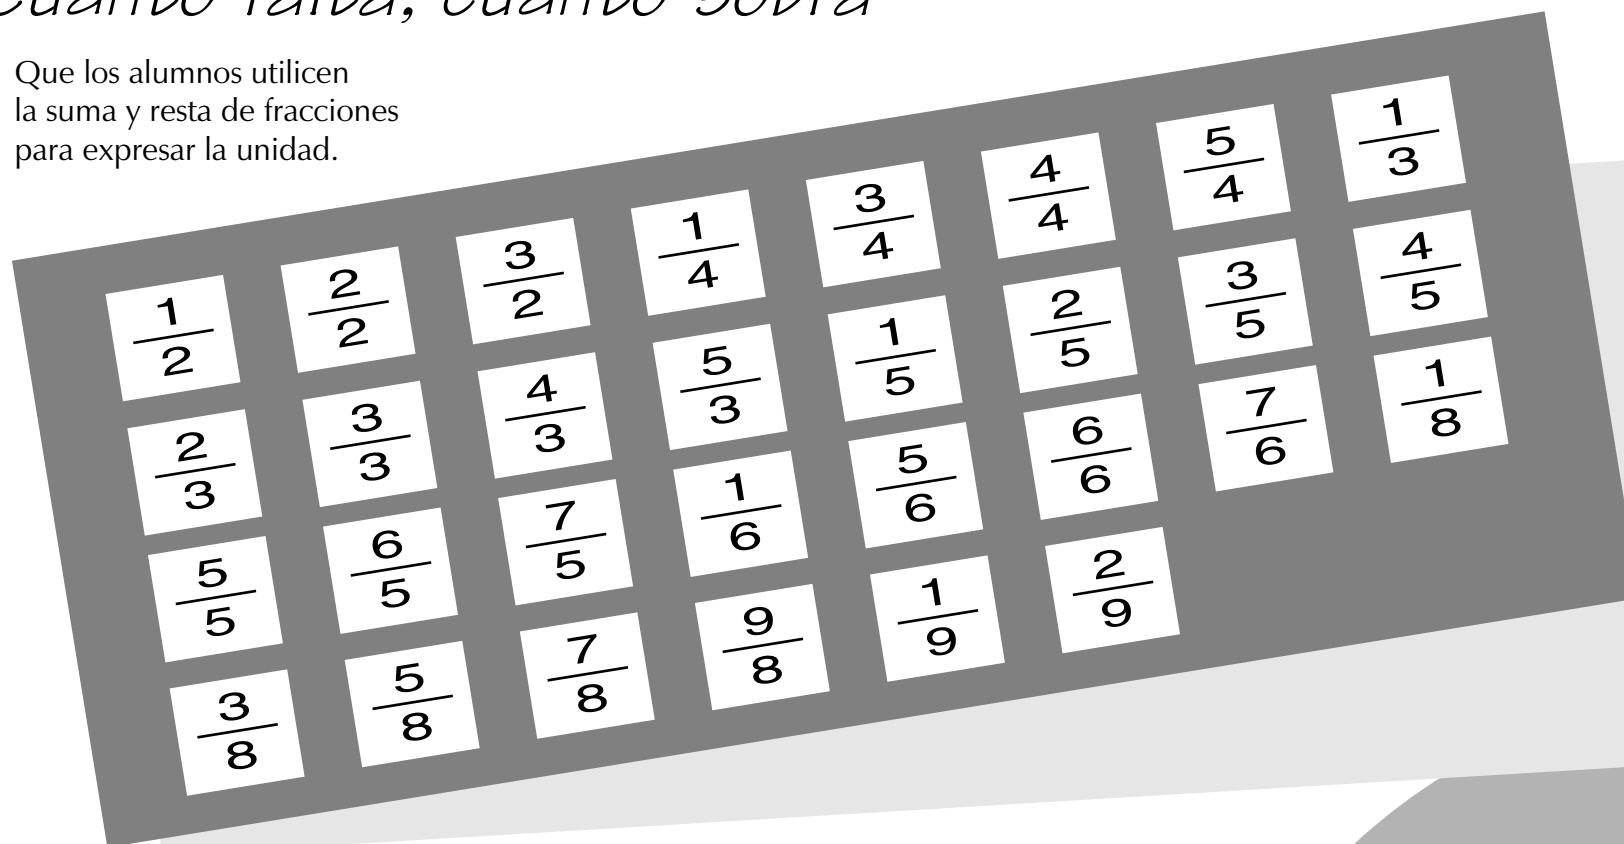 cuánto falta, cuánto sobra
Que los alumnos utilicen
la suma y resta de fracciones
para expresar la unidad.
1/2 2/2 3/2 1/4 3/4 4/4 5/4 1/3
2/3 3/3 4/3 5/3 1/5 2/5 3/5 4/5
5/5 6/5 7/5 1/6 5/6 6/6 7/6 1/8
3/8 5/8 7/8 9/8 1/9 2/9